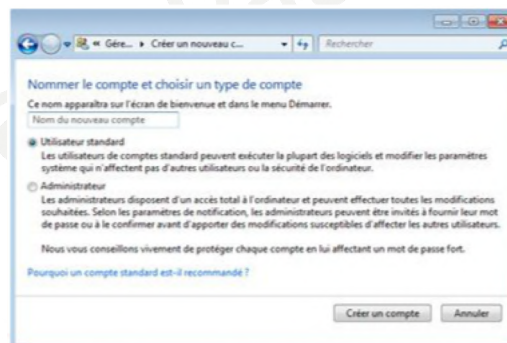 « Gére... ▸ Créer un nouveau c...
Rechercher
Nommer le compte et choisir un type de compte
Ce nom apparaîtra sur l'écran de bienvenue et dans le menu Démarrer.
Nom du nouveau compte
Utilisateur standard
Les utilisateurs de comptes standard peuvent exécuter la plupart des logiciels et modifier les paramètres
système qui n'affectent pas d'autres utilisateurs ou la sécurité de l'ordinateur.
Administrateur
Les administrateurs disposent d'un accès total à l'ordinateur et peuvent effectuer toutes les modifications
souhaitées. Selon les paramètres de notification, les administrateurs peuvent être invités à fournir leur mot
de passe ou à le confirmer avant d'apporter des modifications susceptibles d'affecter les autres utilisateurs.
Nous vous conseillons vivement de protéger chaque compte en lui affectant un mot de passe fort.
Pourquoi un compte standard est-il recommandé ?
Créer un compte
Annuler